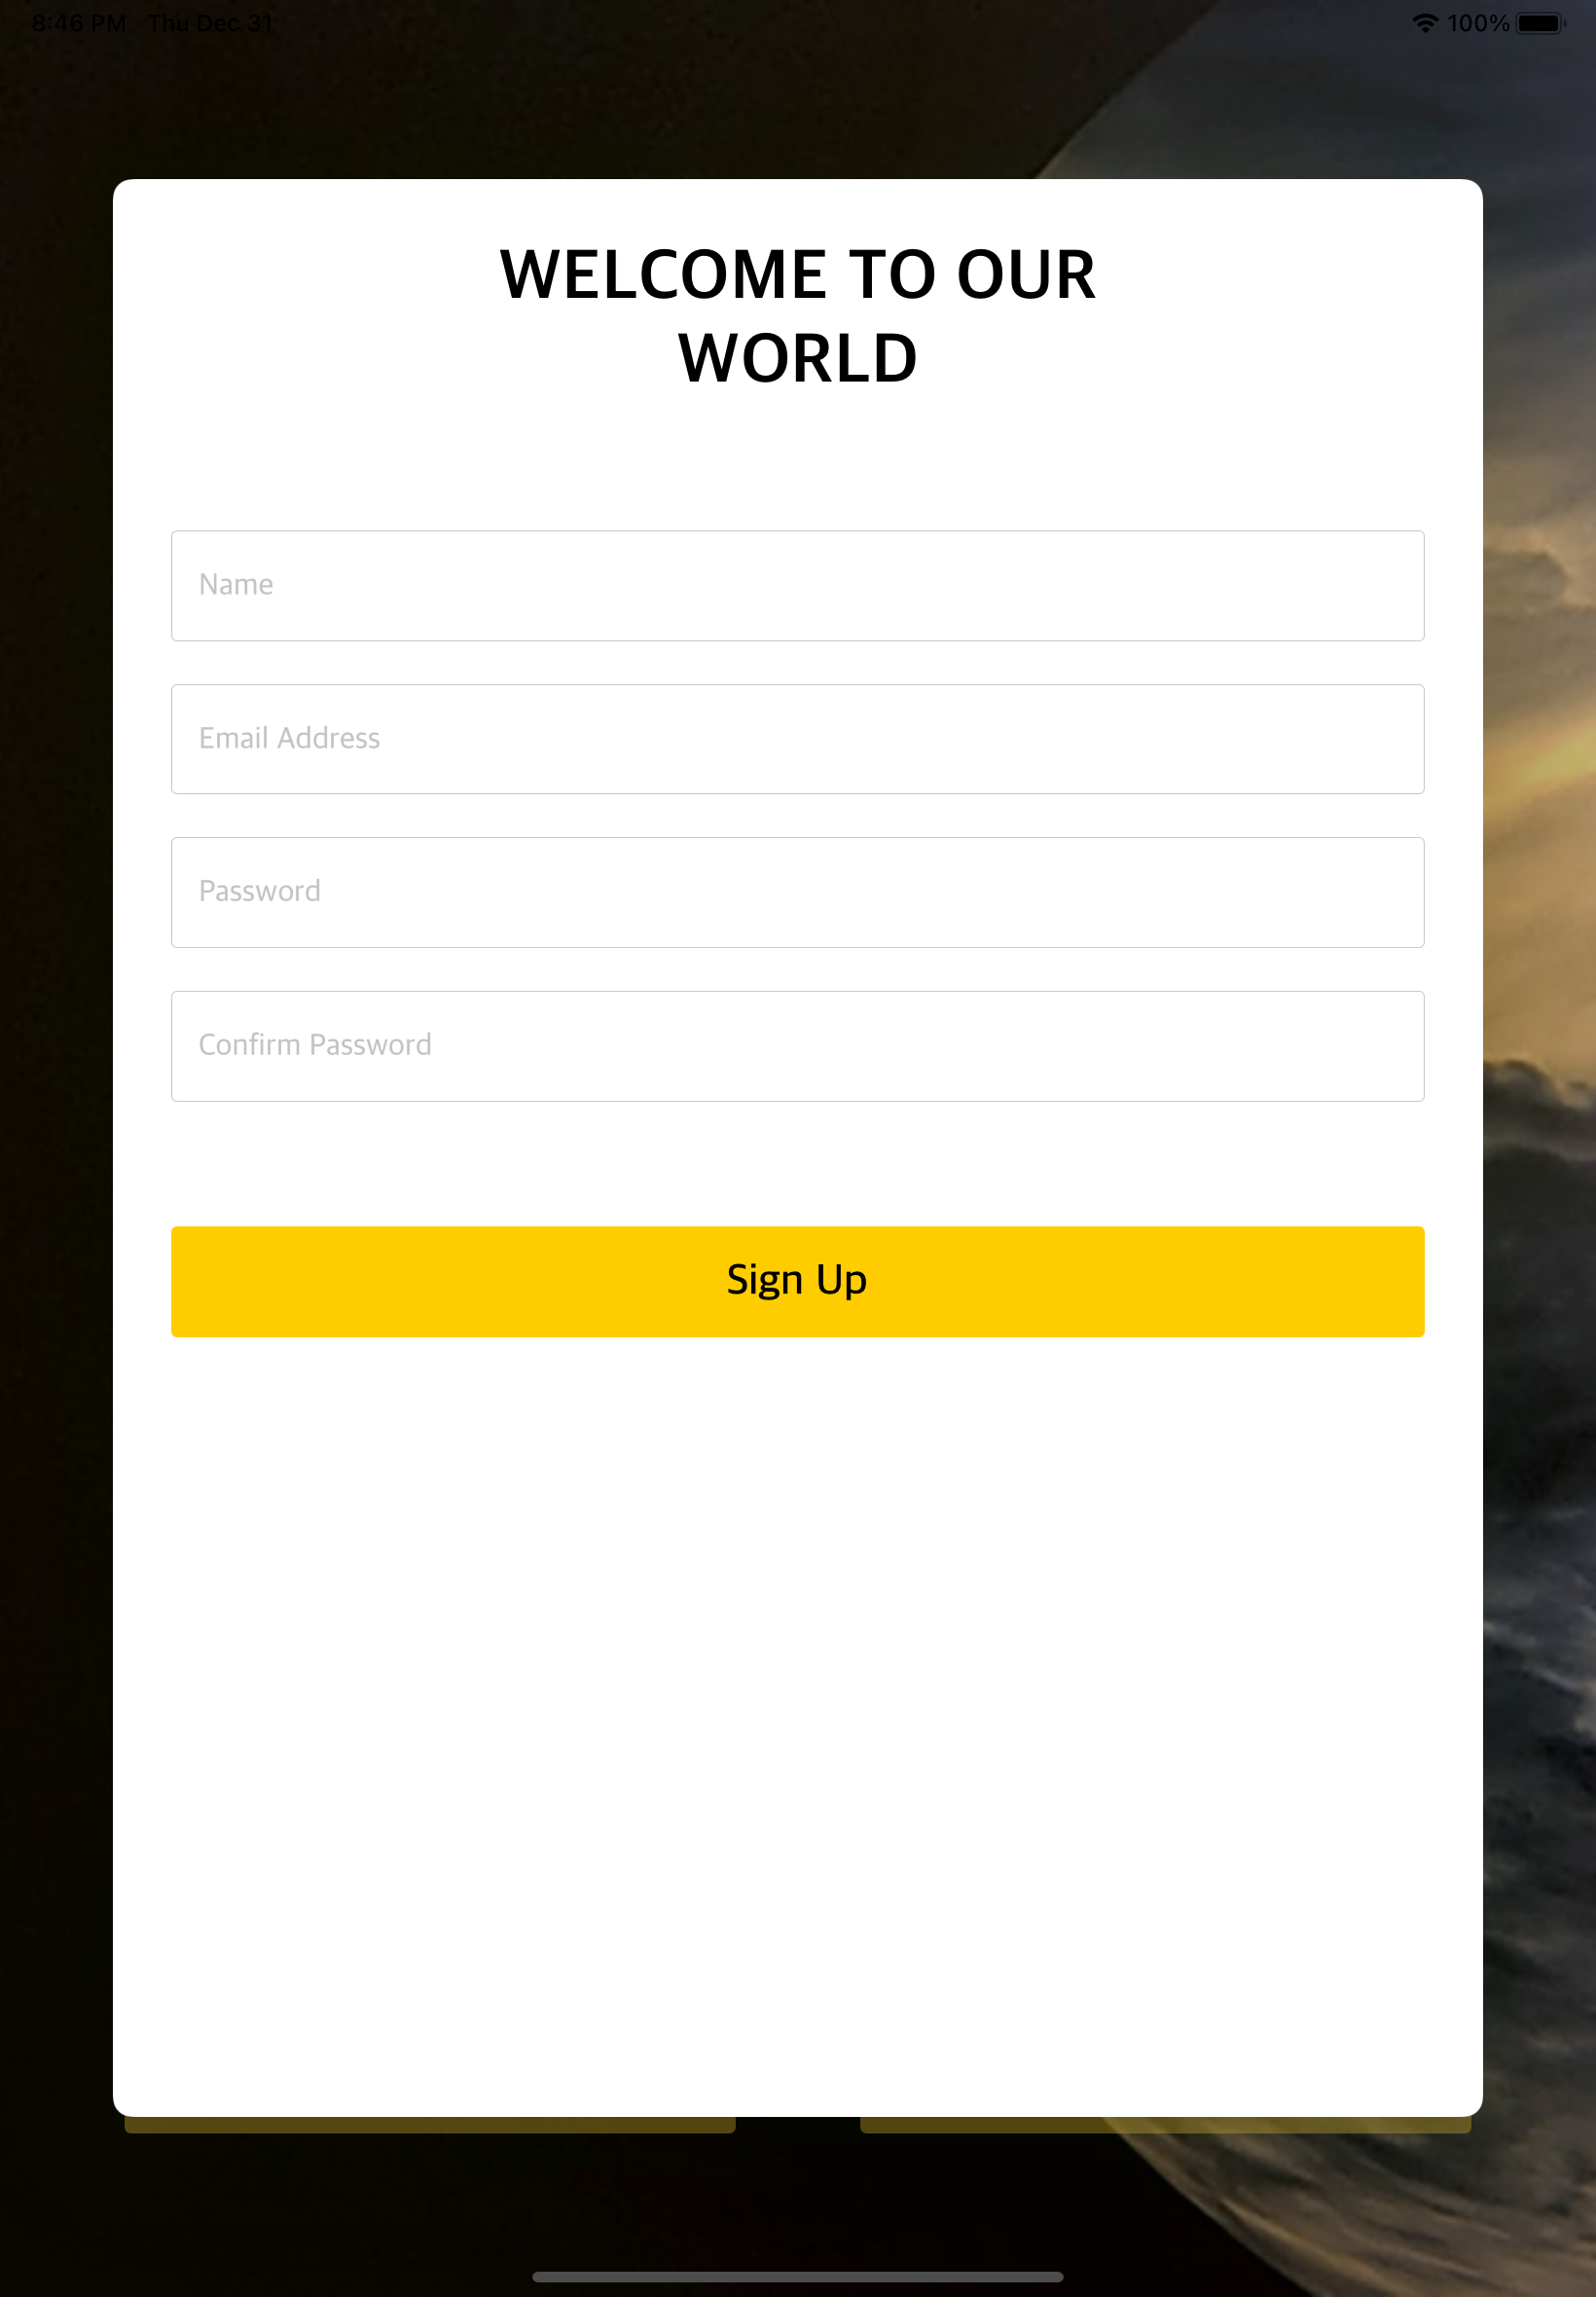 8:46 PM Thu Dec 31
100%
WELCOME TO OUR
WORLD
Name
Email Address
Password
Confirm Password
Sign Up